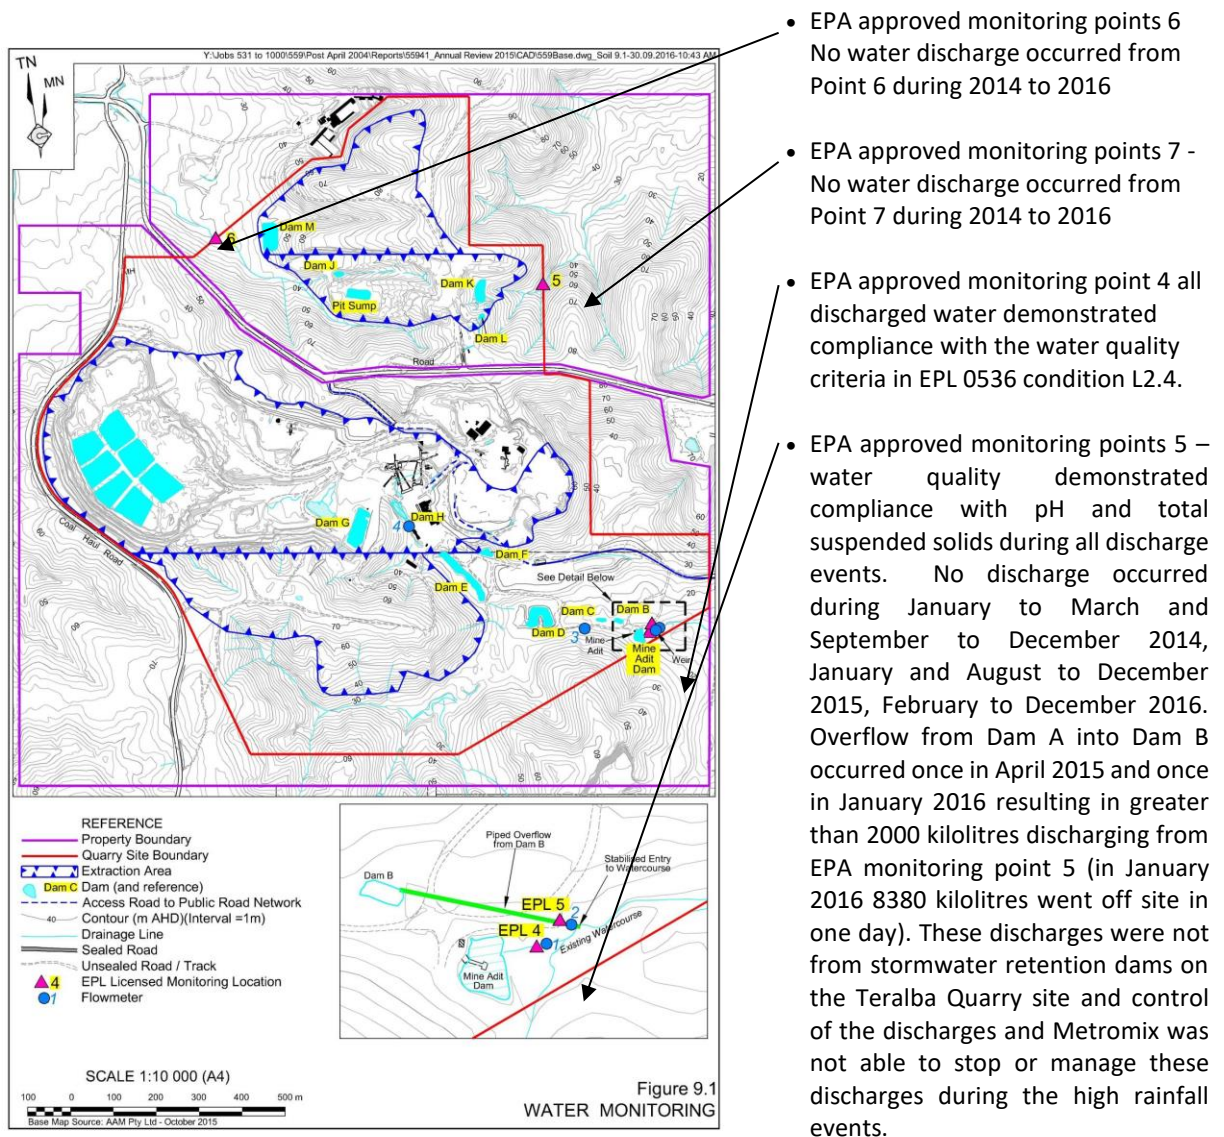 Y:\Jobs 531 to 1000\559\Post April 2004\Reports\55941_Annual Review 2015\CAD\559Base.dwg_Soil 9.1-30.09.2016-10:43 AM
TN
MN
6
Dam M
Dam J
Pit Sump
Dam K
5
Dam L
Road
Coal Haul Road
Dam G
4
Dam H
Dam F
Dam E
See Detail Below
Dam C
Dam B
Dam D
3
Mine
Adit
Mine
Adit
Dam
Weir
REFERENCE
Property Boundary
Quarry Site Boundary
Extraction Area
Dam C Dam (and reference)
Access Road to Public Road Network
40 Contour (m AHD)(Interval =1m)
Drainage Line
Sealed Road
Unsealed Road / Track
4 EPL Licensed Monitoring Location
1 Flowmeter
SCALE 1:10 000 (A4)
100 0 100 200 300 400 500 m
Base Map Source: AAM Pty Ltd - October 2015
Piped Overflow
from Dam B
Dam B
Stabilised Entry
to Watercourse
EPL 5
2
EPL 4
1
Existing Watercourse
Mine Adit
Dam
Figure 9.1
WATER MONITORING
• EPA approved monitoring points 6
No water discharge occurred from
Point 6 during 2014 to 2016
• EPA approved monitoring points 7 -
No water discharge occurred from
Point 7 during 2014 to 2016
• EPA approved monitoring point 4 all
discharged water demonstrated
compliance with the water quality
criteria in EPL 0536 condition L2.4.
• EPA approved monitoring points 5 –
water quality demonstrated
compliance with pH and total
suspended solids during all discharge
events. No discharge occurred
during January to March and
September to December 2014,
January and August to December
2015, February to December 2016.
Overflow from Dam A into Dam B
occurred once in April 2015 and once
in January 2016 resulting in greater
than 2000 kilolitres discharging from
EPA monitoring point 5 (in January
2016 8380 kilolitres went off site in
one day). These discharges were not
from stormwater retention dams on
the Teralba Quarry site and control
of the discharges and Metromix was
not able to stop or manage these
discharges during the high rainfall
events.